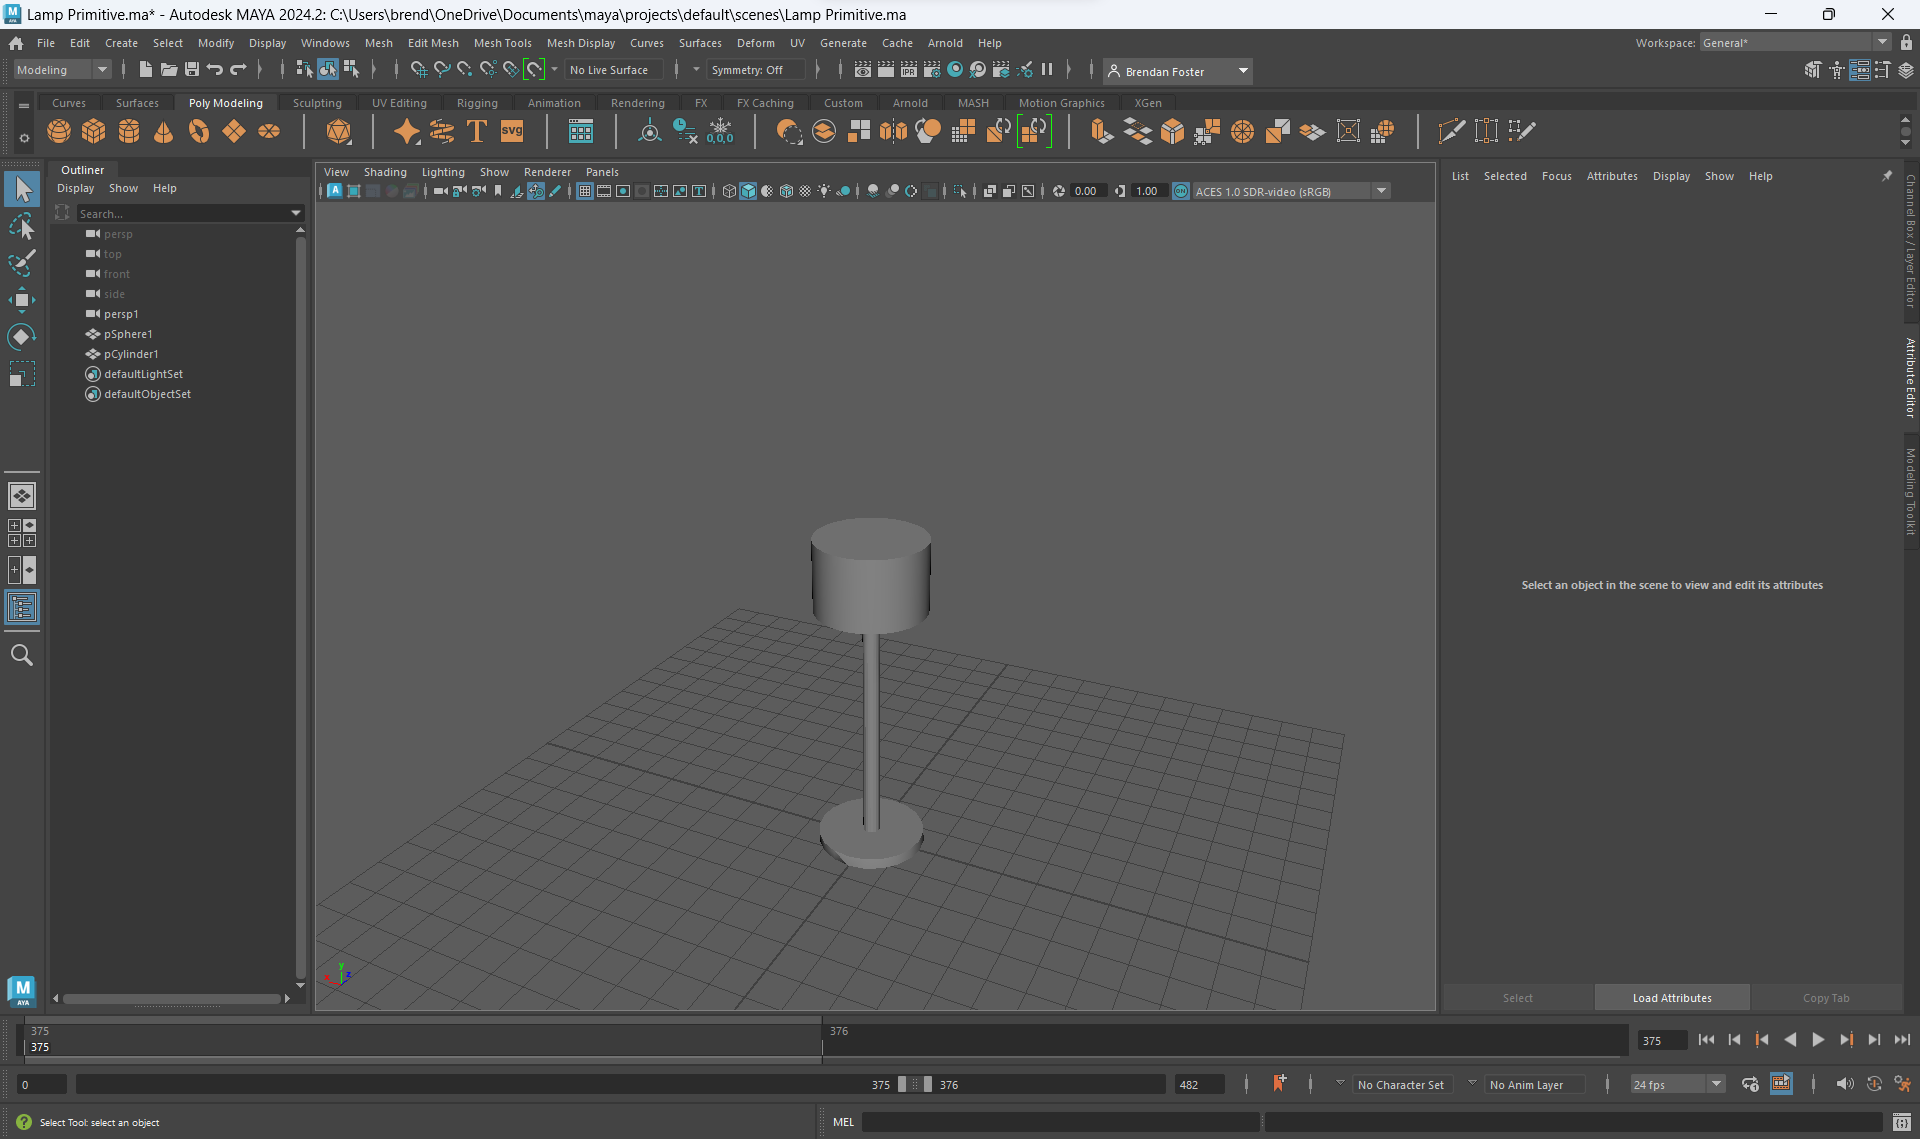 Lamp Primitive.ma* - Autodesk MAYA 2024.2: C:\Users\brend\OneDrive\Documents\maya\projects\default\scenes\Lamp Primitive.ma
File Edit Create Select Modify Display Windows Mesh Edit Mesh Mesh Tools Mesh Display Curves Surfaces Deform UV Generate Cache Arnold Help
Workspace: General*
Modeling
No Live Surface
Symmetry: Off
IPR
Brendan Foster
Curves Surfaces Poly Modeling Sculpting UV Editing Rigging Animation Rendering FX FX Caching Custom Arnold MASH Motion Graphics XGen
T
svg
0,0,0
Outliner
Display Show Help
Search...
persp
top
front
side
persp1
pSphere1
pCylinder1
defaultLightSet
defaultObjectSet
View Shading Lighting Show Renderer Panels
0.00
1.00
ON
ACES 1.0 SDR-video (sRGB)
y
x
z
List Selected Focus Attributes Display Show Help
Select an object in the scene to view and edit its attributes
Select
Load Attributes
Copy Tab
Channel Box / Layer Editor
Attribute Editor
Modeling Toolkit
M
AYA
375
375
376
375
0
375
376
482
No Character Set
No Anim Layer
24 fps
Select Tool: select an object
MEL